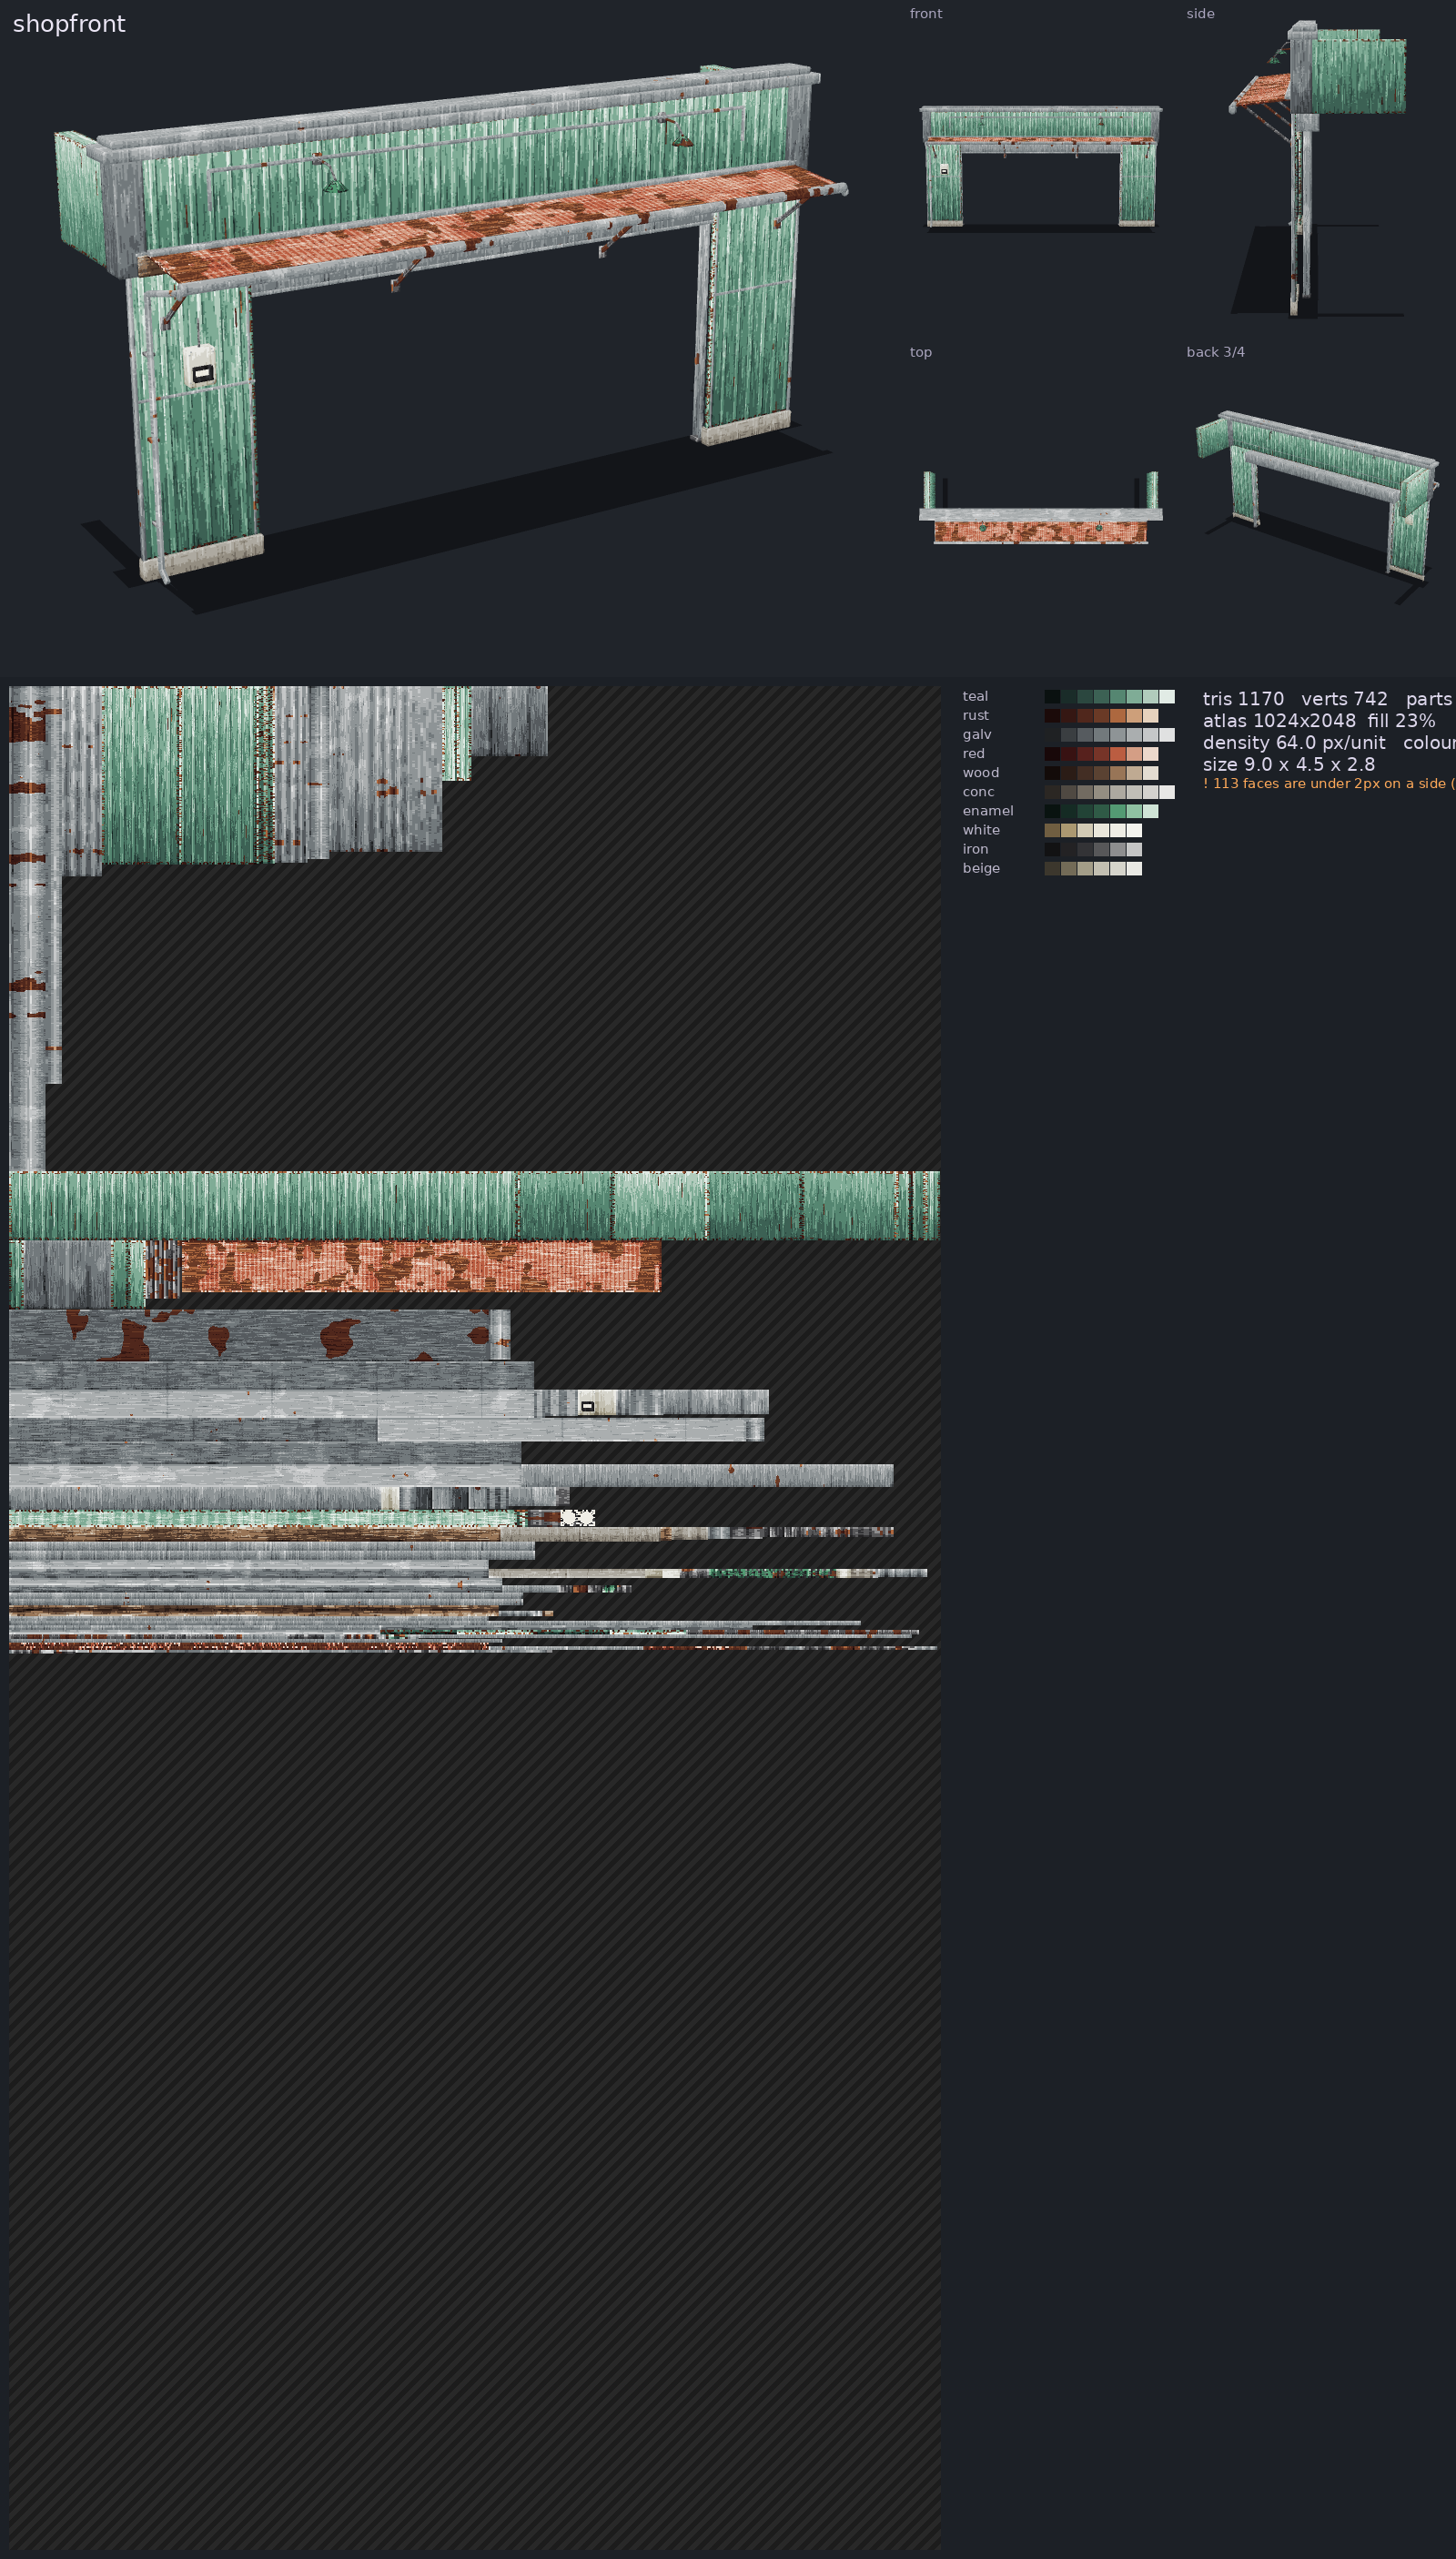 shopfront
front
side
top
back 3/4
teal
rust
galv
red
wood
conc
enamel
white
iron
beige
tris 1170 verts 742 parts
atlas 1024x2048 fill 23%
density 64.0 px/unit colour
size 9.0 x 4.5 x 2.8
! 113 faces are under 2px on a side (